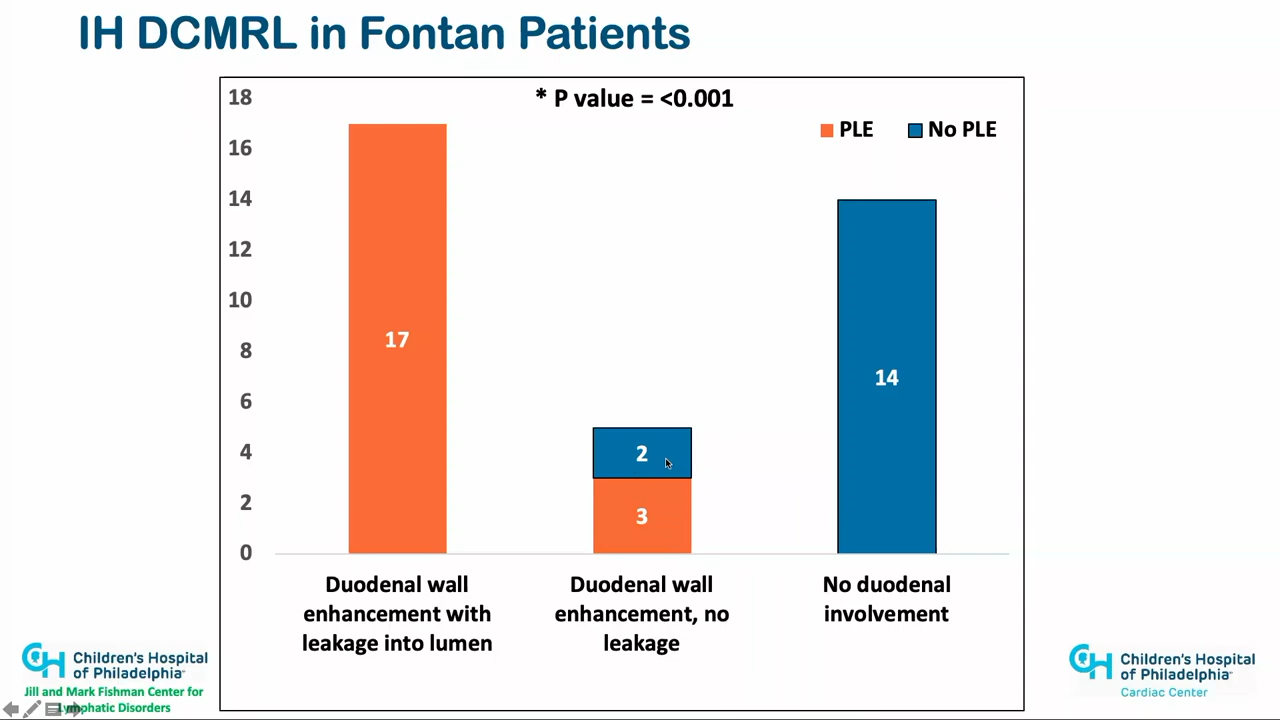 IH DCMRL in Fontan Patients
* P value = <0.001
PLE No PLE
18
16
14
12
10
8
6
4
2
0
17
2
3
14
Duodenal wall
enhancement with
leakage into lumen
Duodenal wall
enhancement, no
leakage
No duodenal
involvement
CH Children's Hospital
of Philadelphia
Jill and Mark Fishman Center for
Lymphatic Disorders
CH Children's Hospital
of Philadelphia
Cardiac Center